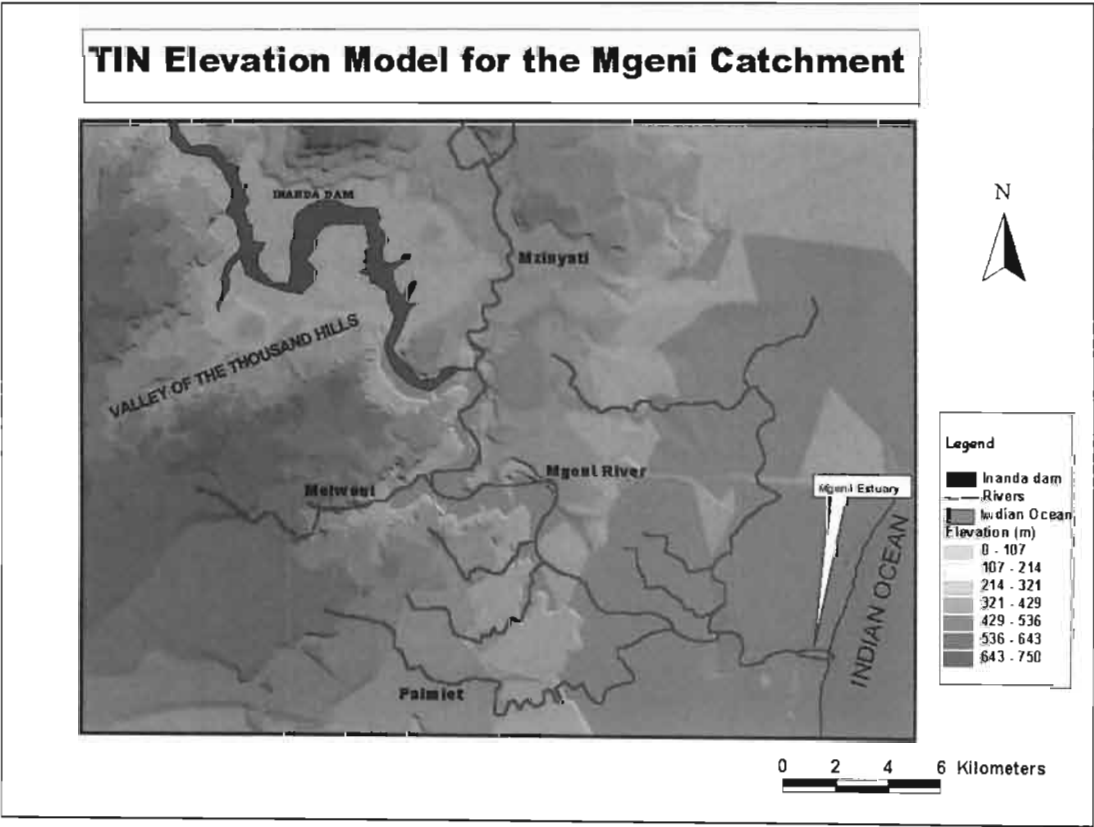 TIN Elevation Model for the Mgeni Catchment
INANDA DAM
N
Mzinyati
VALLEY OF THE THOUSAND HILLS
Mgeni River
Molweni
Mgeni Estuary
INDIAN OCEAN
Palmiet
Legend
Inanda dam
Rivers
Indian Ocean
Elevation (m)
0 - 107
107 - 214
214 - 321
321 - 429
429 - 536
536 - 643
643 - 750
0 2 4 6 Kilometers